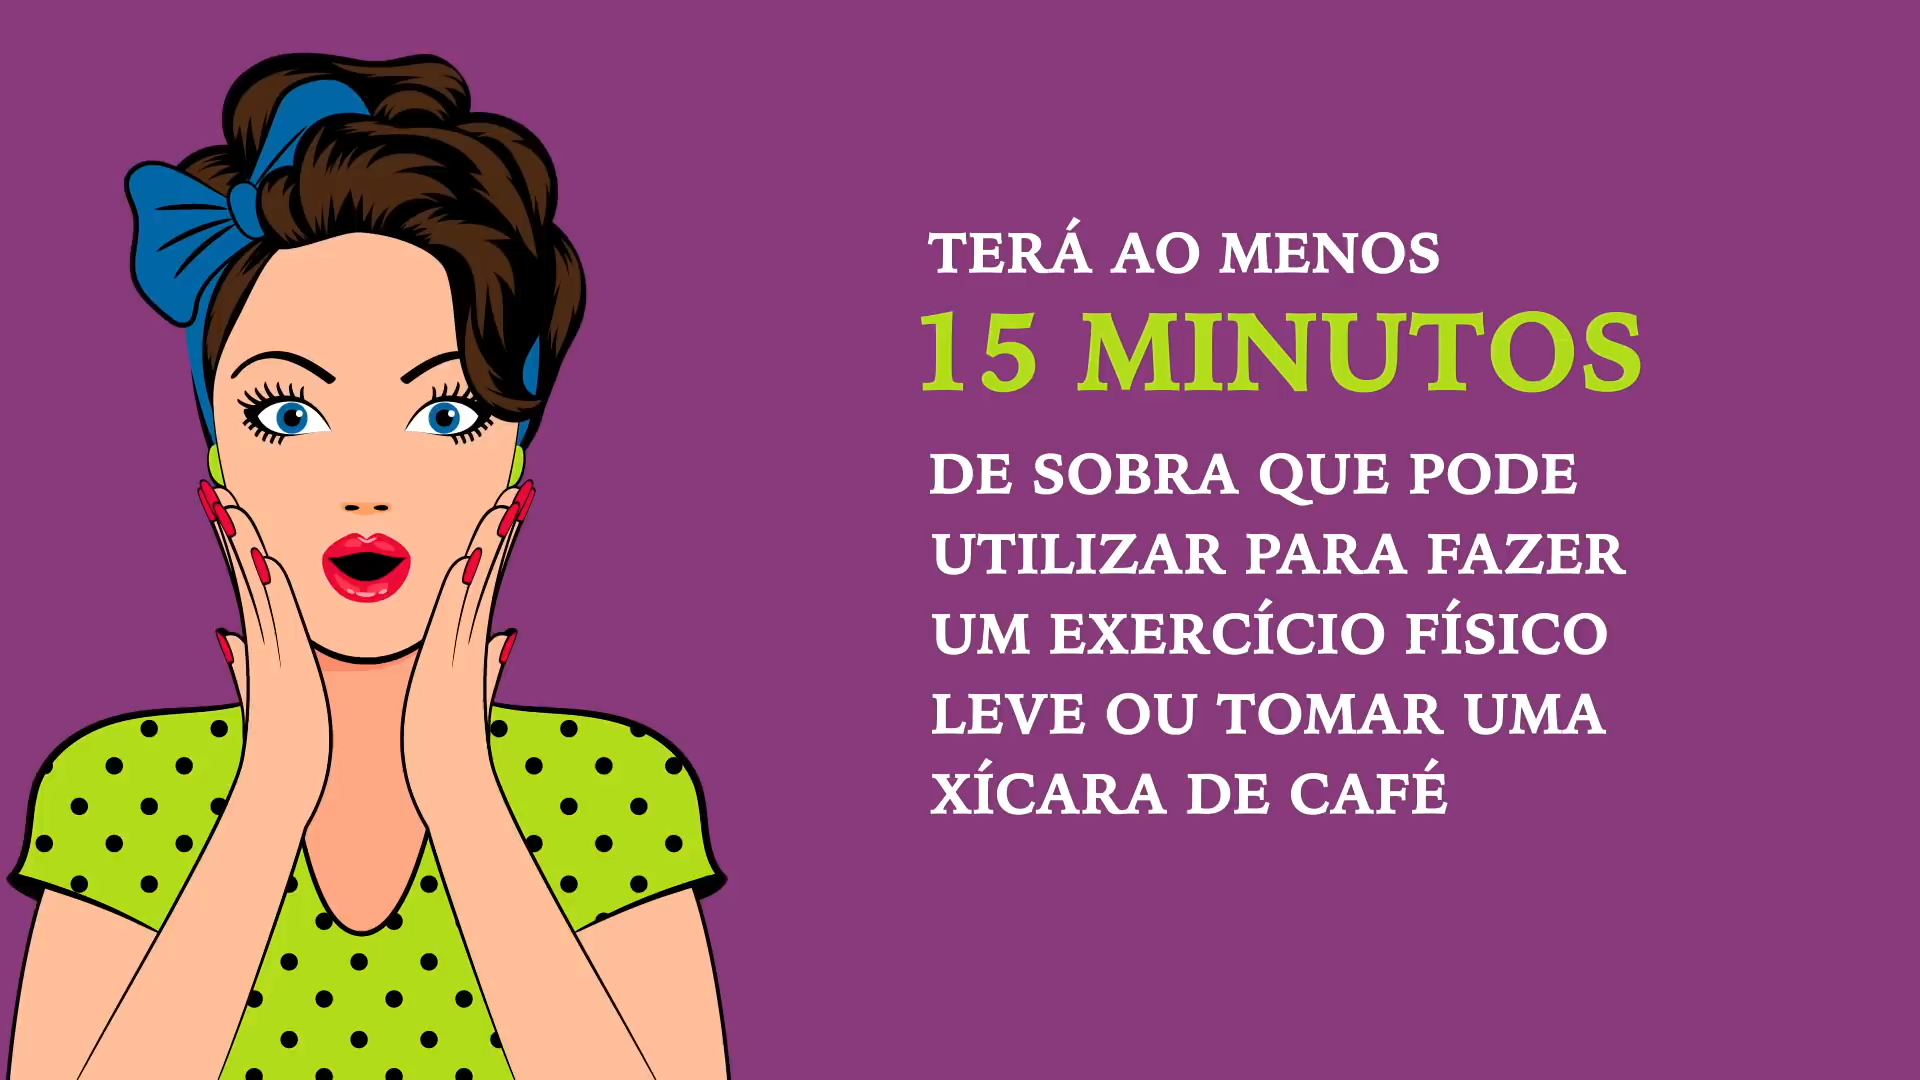 TERÁ AO MENOS
15 MINUTOS
DE SOBRA QUE PODE
UTILIZAR PARA FAZER
UM EXERCÍCIO FÍSICO
LEVE OU TOMAR UMA
XÍCARA DE CAFÉ